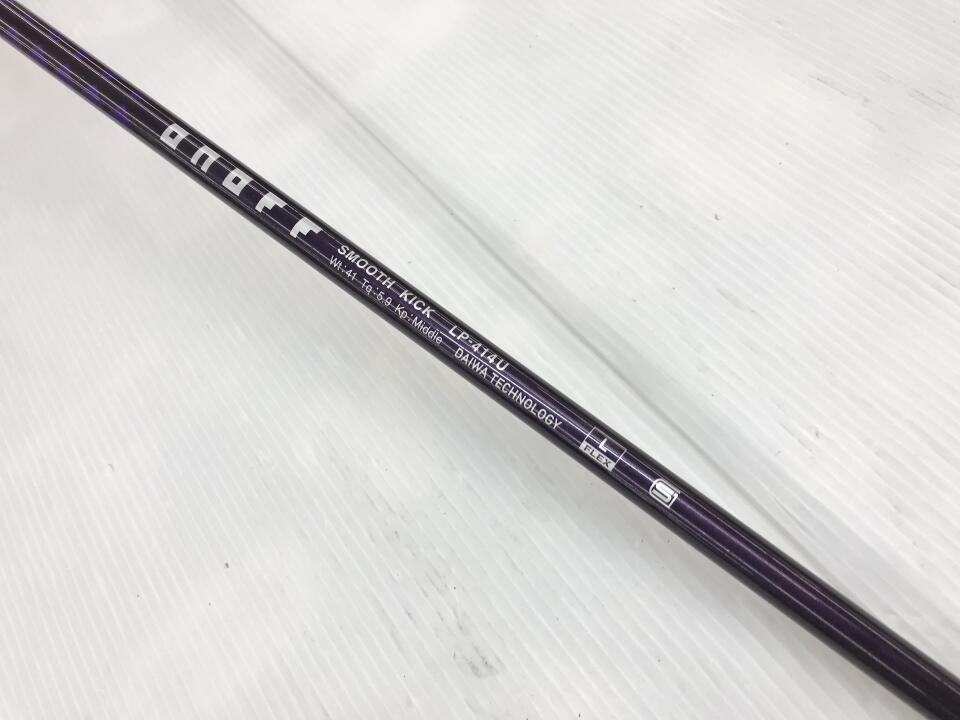 onoff
SMOOTH KICK LP-414U
Wt:41 Tq:5.9 Kp:Middle DAIWA TECHNOLOGY
L
FLEX
S